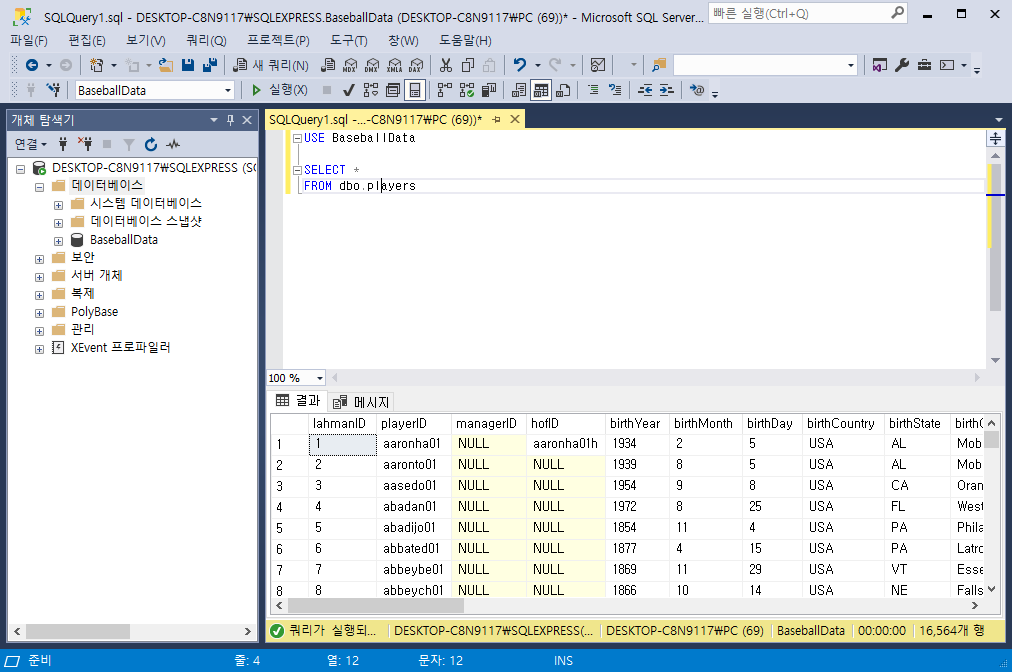 SQLQuery1.sql - DESKTOP-C8N9117\SQLEXPRESS.BaseballData (DESKTOP-C8N9117\PC (69))* - Microsoft SQL Server...
빠른 실행(Ctrl+Q)
파일(F) 편집(E) 보기(V) 쿼리(Q) 프로젝트(P) 도구(T) 창(W) 도움말(H)
새 쿼리(N) MDX DMX XMLA DAX
BaseballData 실행(X)
개체 탐색기
연결
DESKTOP-C8N9117\SQLEXPRESS (SQ
데이터베이스
시스템 데이터베이스
데이터베이스 스냅샷
BaseballData
보안
서버 개체
복제
PolyBase
관리
XEvent 프로파일러
SQLQuery1.sql -...-C8N9117\PC (69))*
USE BaseballData
SELECT *
FROM dbo.players
100 %
결과 메시지
lahmanID playerID managerID hofID birthYear birthMonth birthDay birthCountry birthState birthC
1 1 aaronha01 NULL aaronha01h 1934 2 5 USA AL Mob
2 2 aaronto01 NULL NULL 1939 8 5 USA AL Mob
3 3 aasedo01 NULL NULL 1954 9 8 USA CA Oran
4 4 abadan01 NULL NULL 1972 8 25 USA FL West
5 5 abadijo01 NULL NULL 1854 11 4 USA PA Phila
6 6 abbated01 NULL NULL 1877 4 15 USA PA Latro
7 7 abbeybe01 NULL NULL 1869 11 29 USA VT Esse
8 8 abbeych01 NULL NULL 1866 10 14 USA NE Falls
쿼리가 실행되... DESKTOP-C8N9117\SQLEXPRESS(... DESKTOP-C8N9117\PC (69) BaseballData 00:00:00 16,564개 행
준비 줄: 4 열: 12 문자: 12 INS